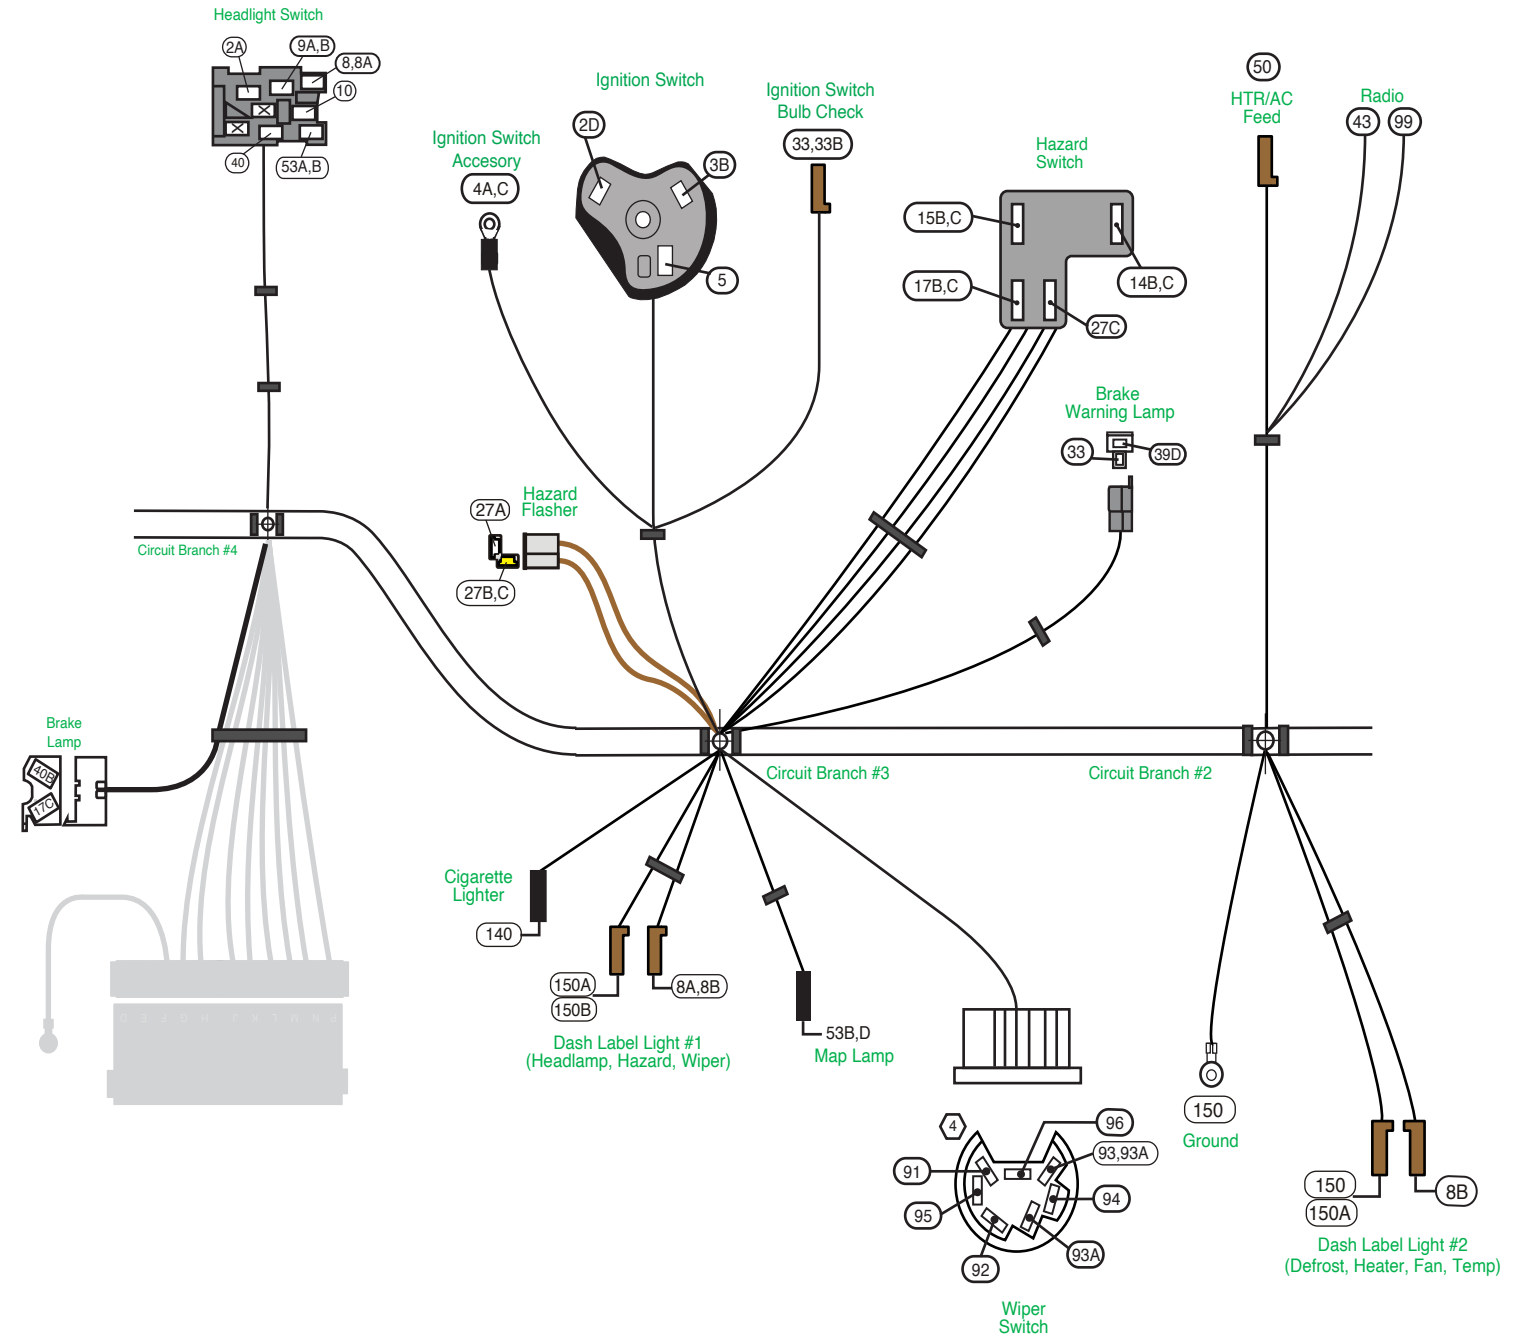 Headlight Switch
2A
9A,B
8,8A
10
40
53A,B
Ignition Switch
Accesory
4A,C
Ignition Switch
2D
3B
5
Ignition Switch
Bulb Check
33,33B
Hazard
Switch
15B,C
17B,C
14B,C
27C
50
HTR/AC
Feed
Radio
43
99
Brake
Warning Lamp
33
39D
Hazard
Flasher
27A
27B,C
Circuit Branch #4
Brake
Lamp
40B
17C
Circuit Branch #3
Circuit Branch #2
Cigarette
Lighter
140
150A
150B
8A,8B
Dash Label Light #1
(Headlamp, Hazard, Wiper)
53B,D
Map Lamp
D E F G H J K L M N P
4
96
93,93A
91
94
95
93A
92
Wiper
Switch
150
Ground
150
150A
8B
Dash Label Light #2
(Defrost, Heater, Fan, Temp)